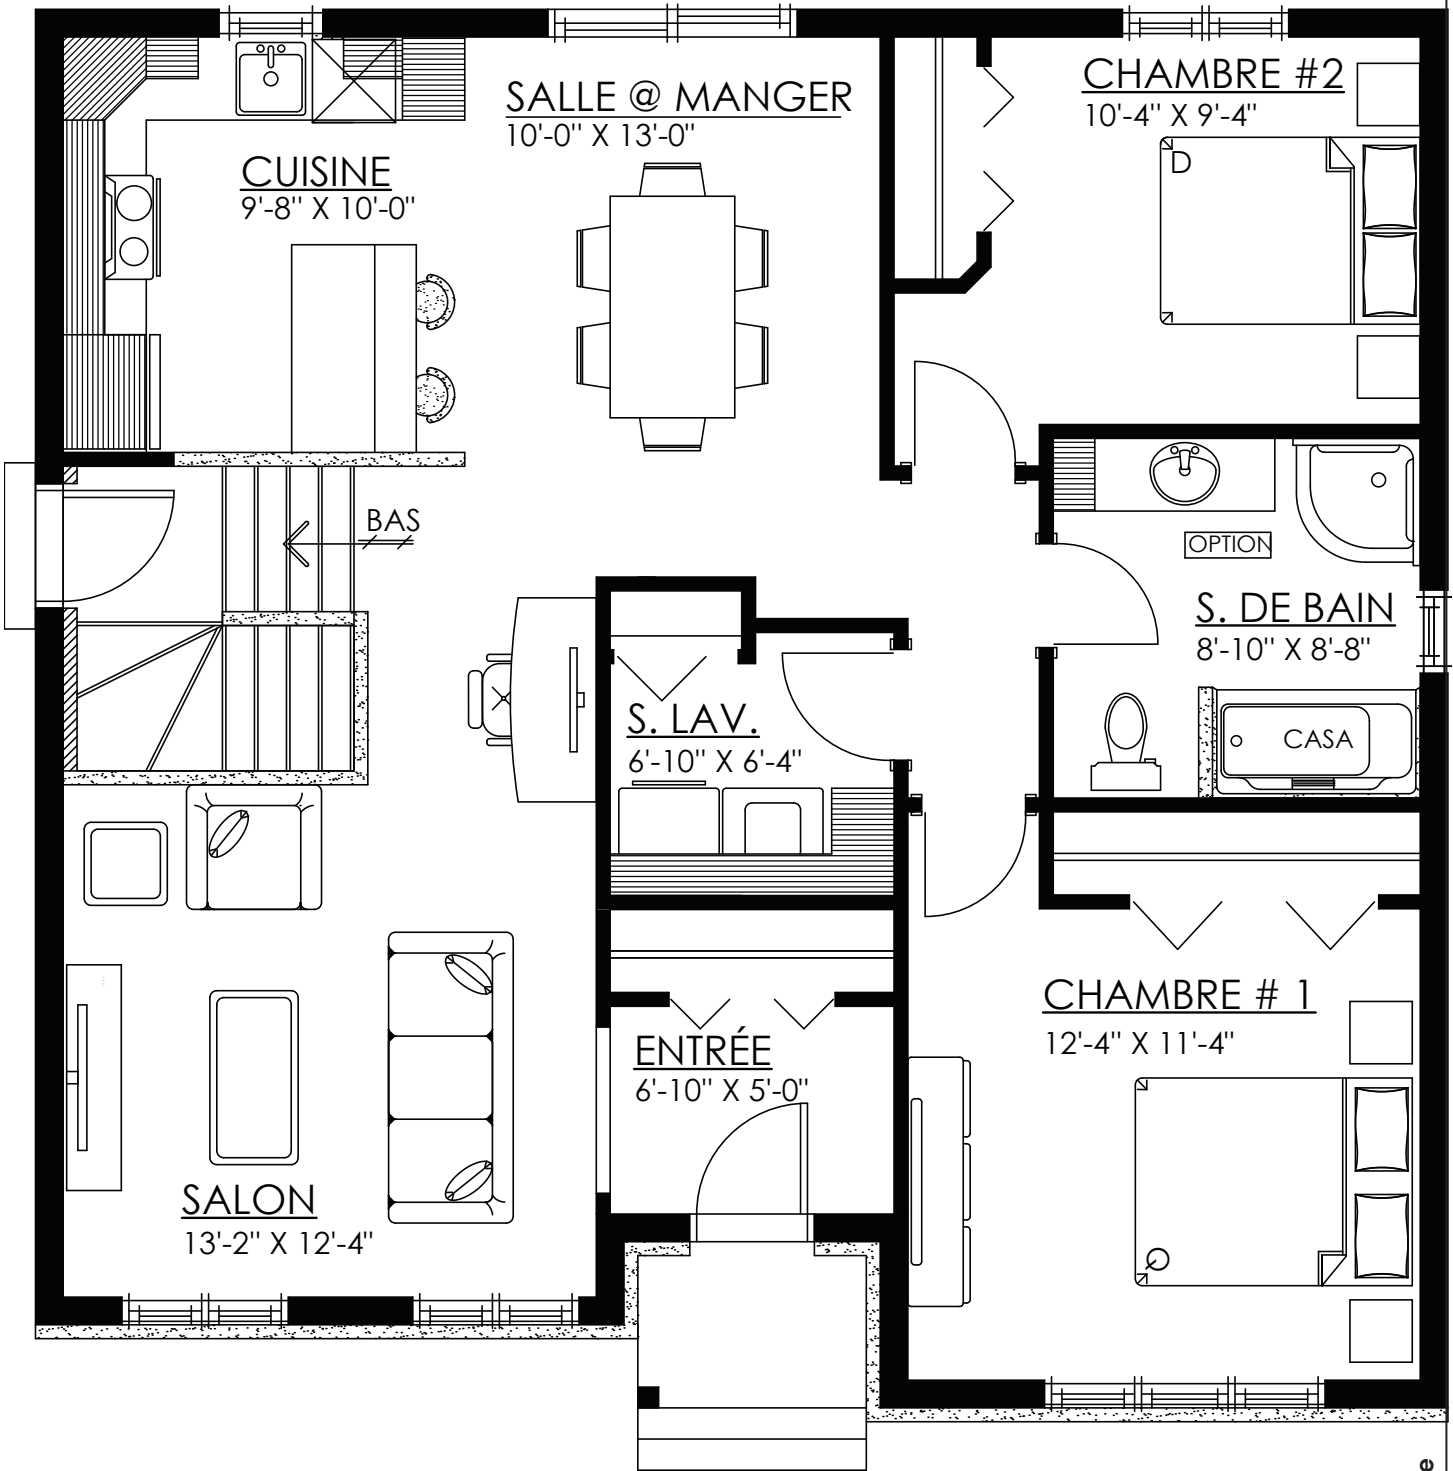 SALLE @ MANGER
10'-0" X 13'-0"
CHAMBRE #2
10'-4" X 9'-4"
D
CUISINE
9'-8" X 10'-0"
BAS
OPTION
S. DE BAIN
8'-10" X 8'-8"
S. LAV.
6'-10" X 6'-4"
CASA
CHAMBRE # 1
12'-4" X 11'-4"
ENTRÉE
6'-10" X 5'-0"
SALON
13'-2" X 12'-4"
Q
e